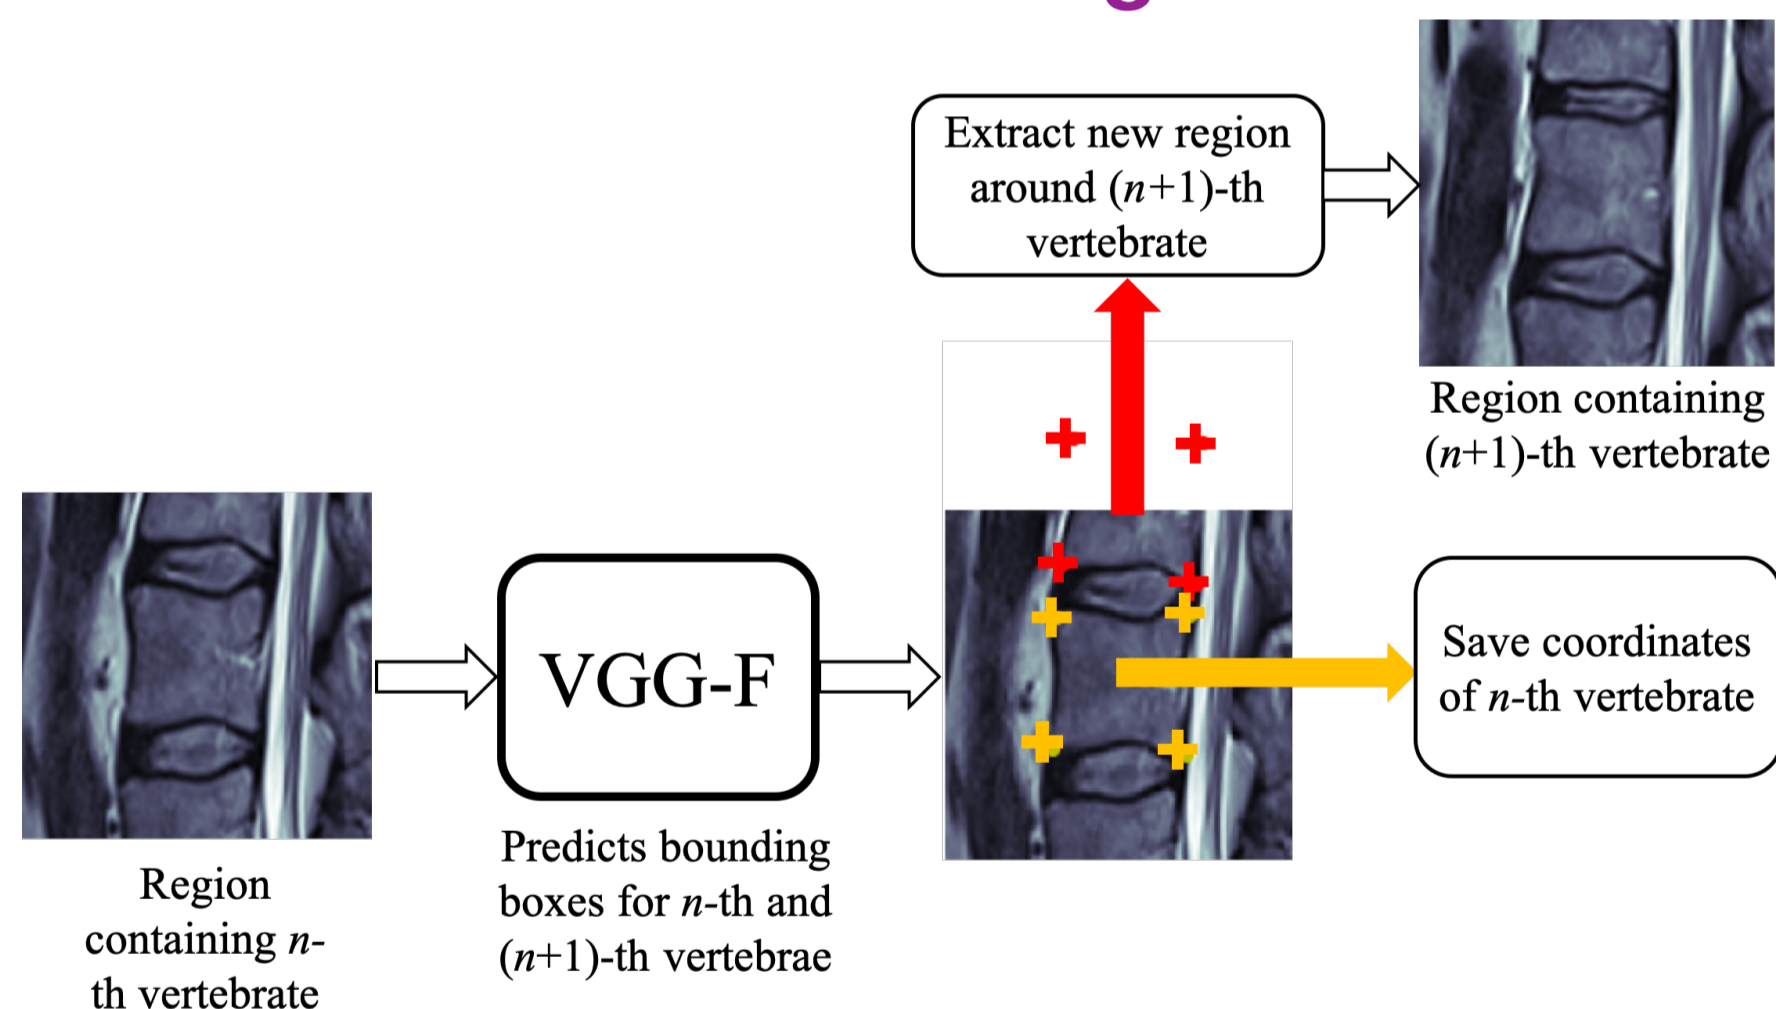 Extract new region
around (n+1)-th
vertebrate
Region containing
(n+1)-th vertebrate
VGG-F
Save coordinates
of n-th vertebrate
Predicts bounding
boxes for n-th and
(n+1)-th vertebrae
Region
containing n-
th vertebrate